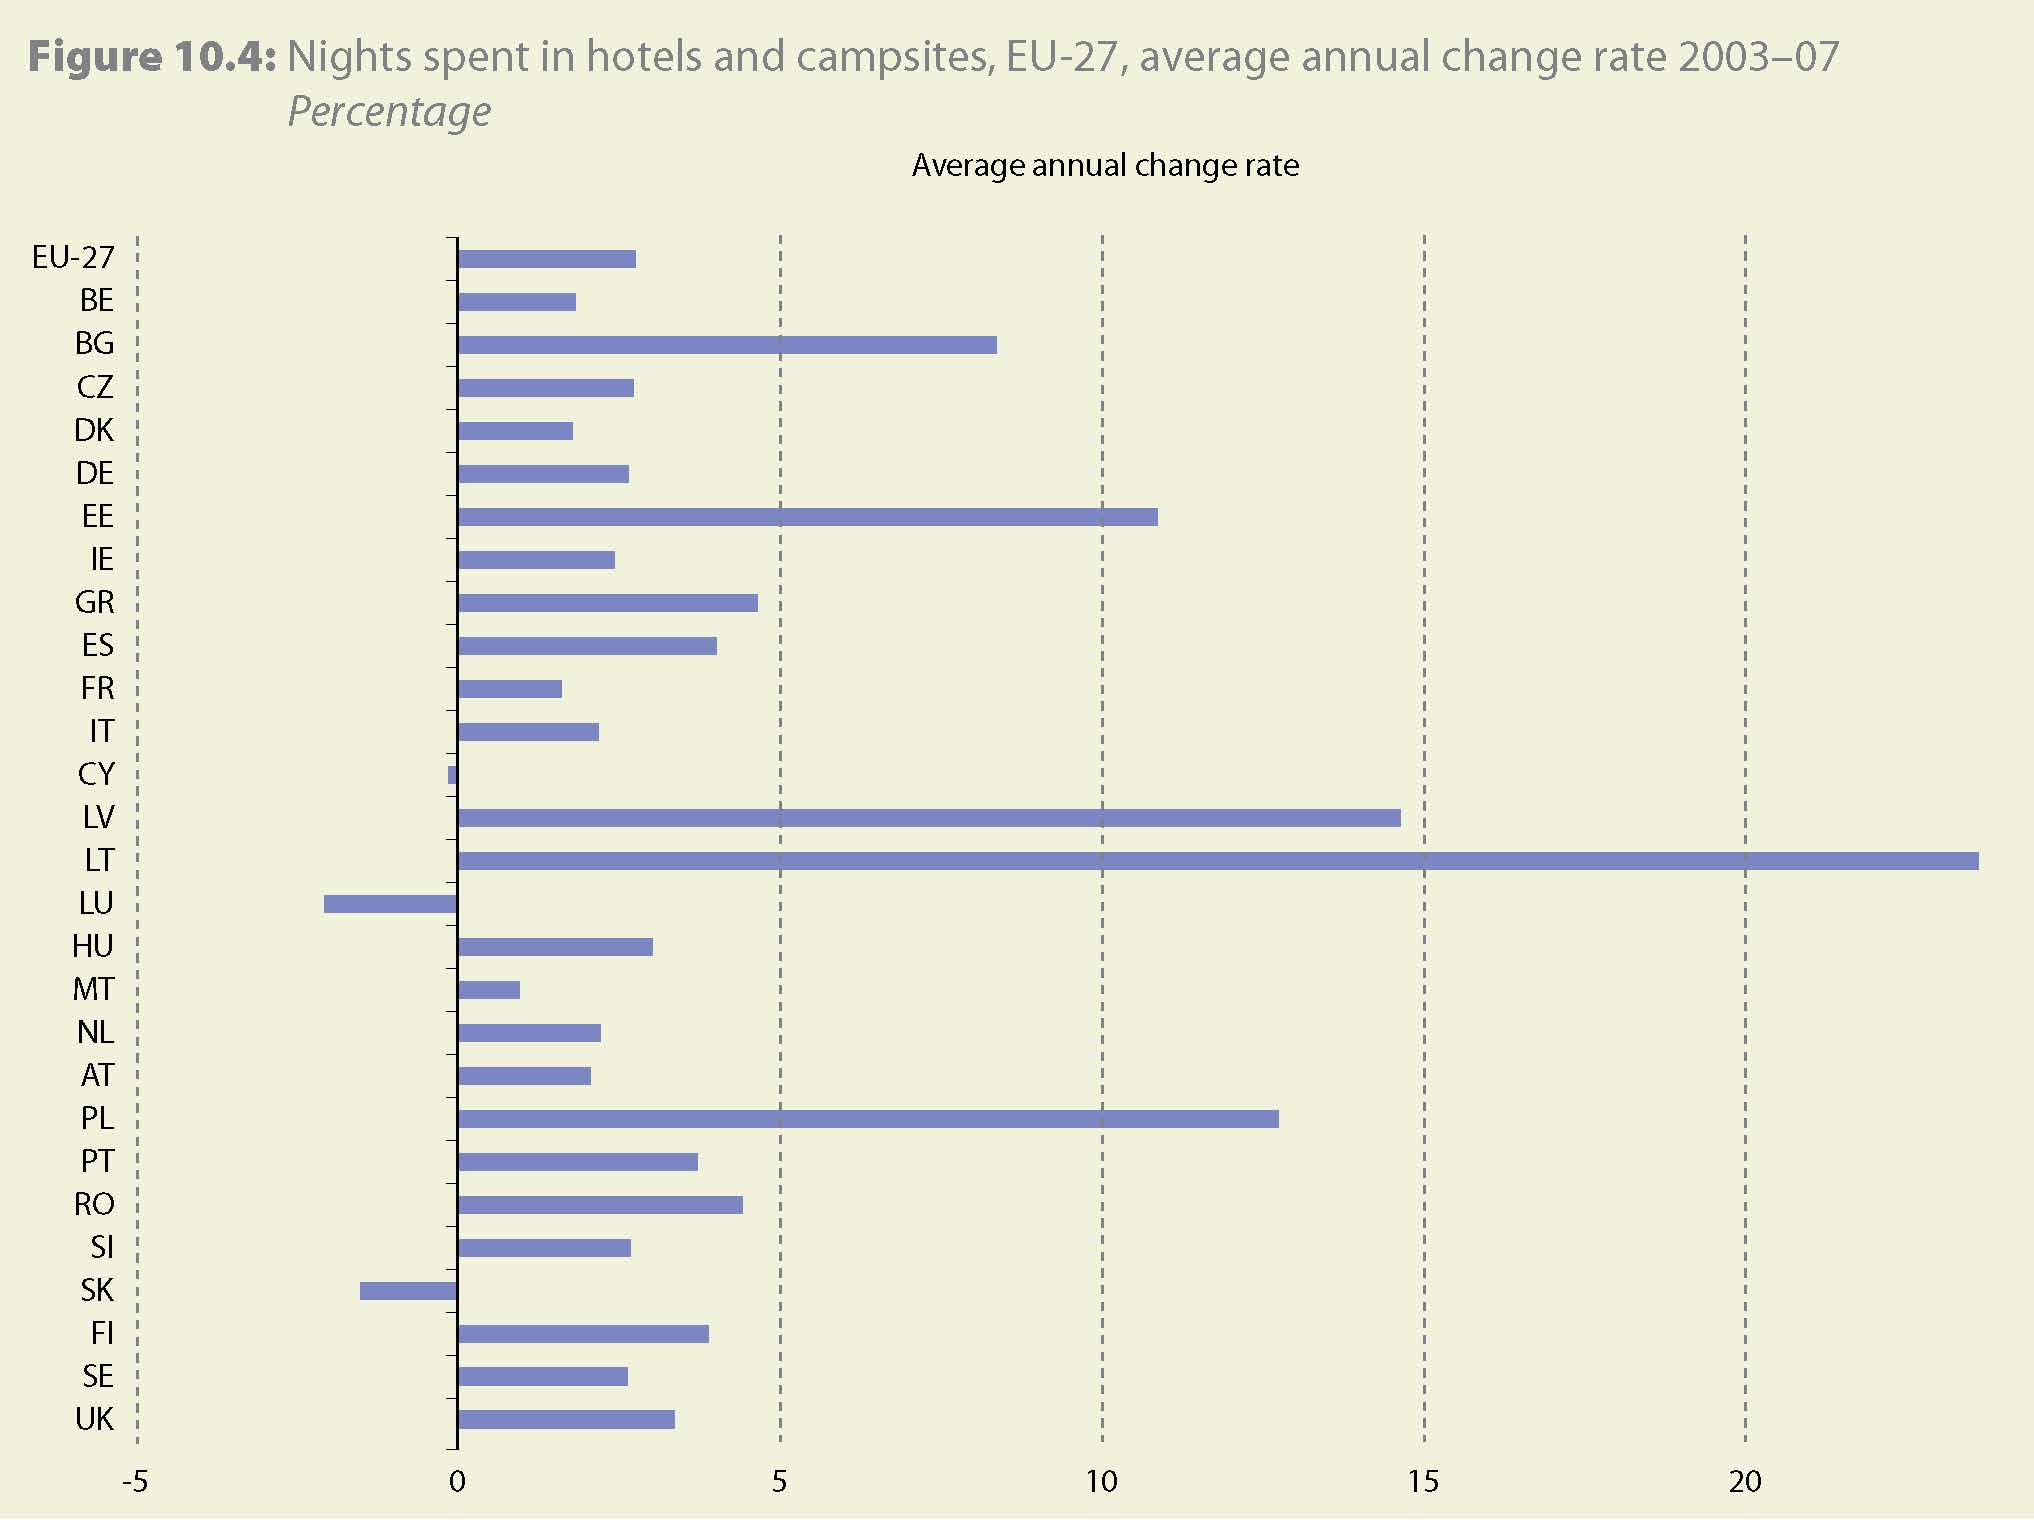 Figure 10.4: Nights spent in hotels and campsites, EU-27, average annual change rate 2003–07
Percentage
Average annual change rate
EU-27
BE
BG
CZ
DK
DE
EE
IE
GR
ES
FR
IT
CY
LV
LT
LU
HU
MT
NL
AT
PL
PT
RO
SI
SK
FI
SE
UK
-5 0 5 10 15 20